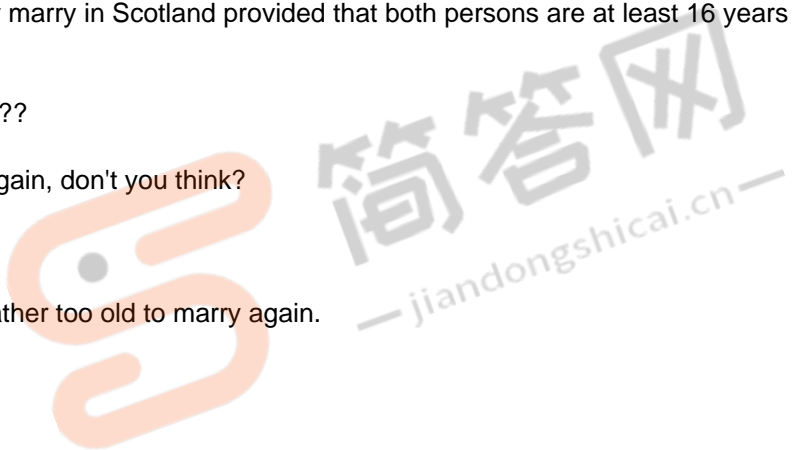 marry in Scotland provided that both persons are at least 16 years
??
gain, don't you think?
ather too old to marry again.
简答网
jiandongshicai.cn